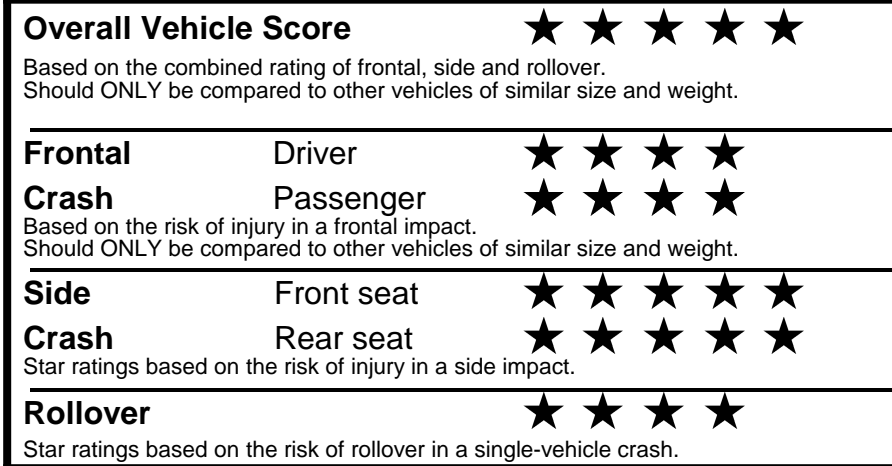 Overall Vehicle Score ★ ★ ★ ★ ★
Based on the combined rating of frontal, side and rollover.
Should ONLY be compared to other vehicles of similar size and weight.
Frontal Driver ★ ★ ★ ★
Crash Passenger ★ ★ ★ ★
Based on the risk of injury in a frontal impact.
Should ONLY be compared to other vehicles of similar size and weight.
Side Front seat ★ ★ ★ ★ ★
Crash Rear seat ★ ★ ★ ★ ★
Star ratings based on the risk of injury in a side impact.
Rollover ★ ★ ★ ★
Star ratings based on the risk of rollover in a single-vehicle crash.